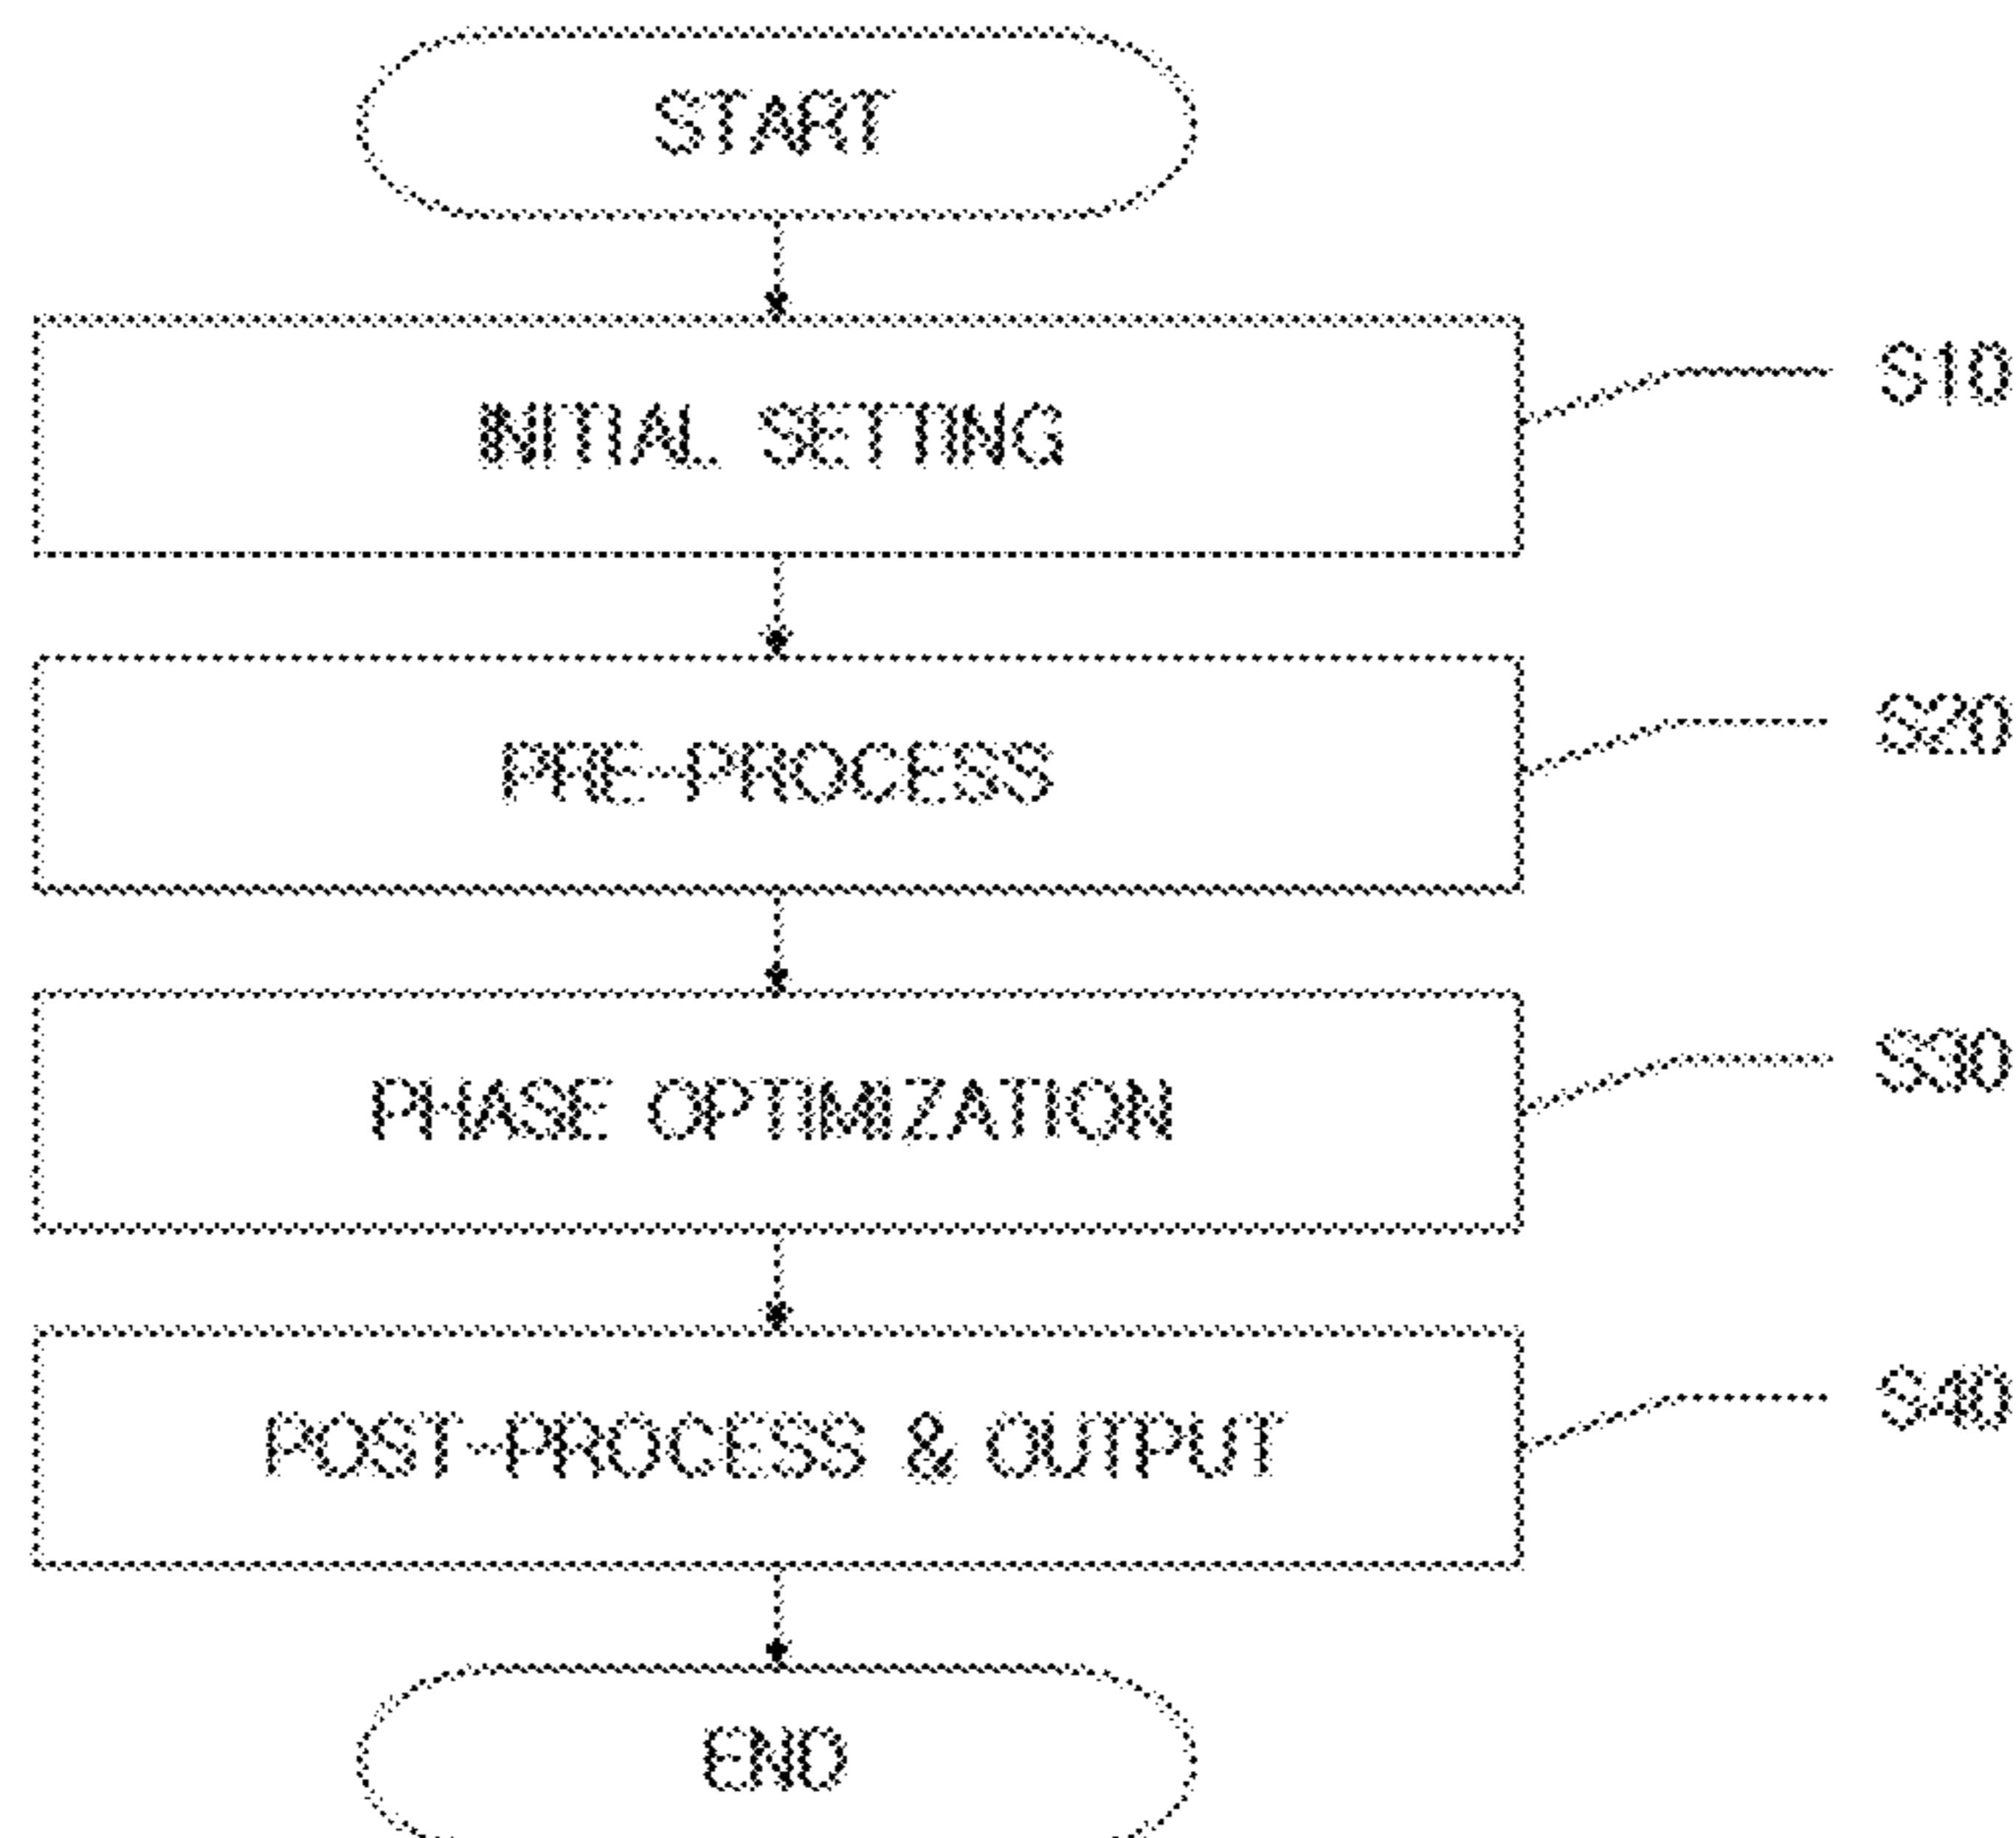 START
INITIAL SETTING
S10
PRE-PROCESS
S20
PHASE OPTIMIZATION
S30
POST-PROCESS & OUTPUT
S40
END